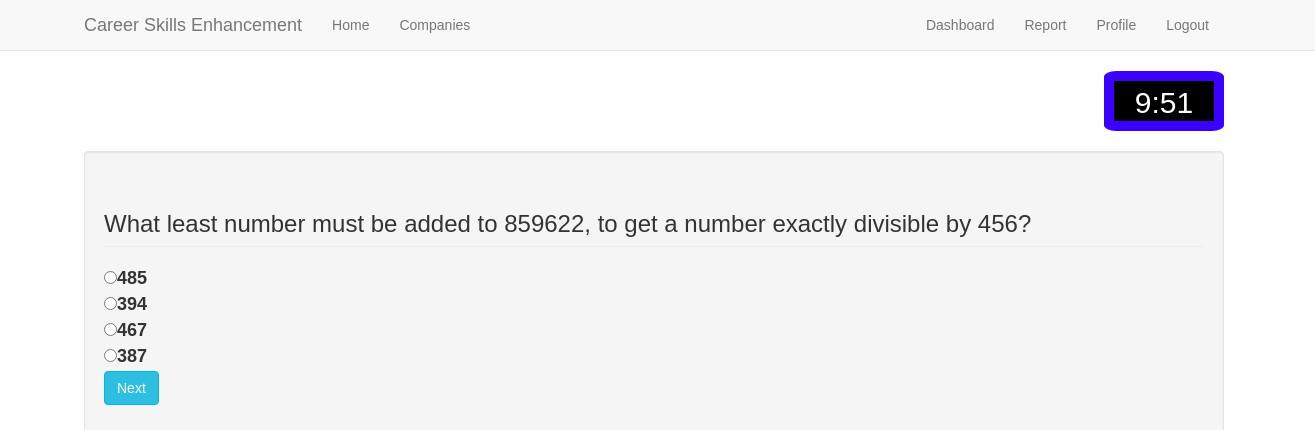 Career Skills Enhancement Home Companies Dashboard Report Profile Logout
9:51
What least number must be added to 859622, to get a number exactly divisible by 456?
485
394
467
387
Next